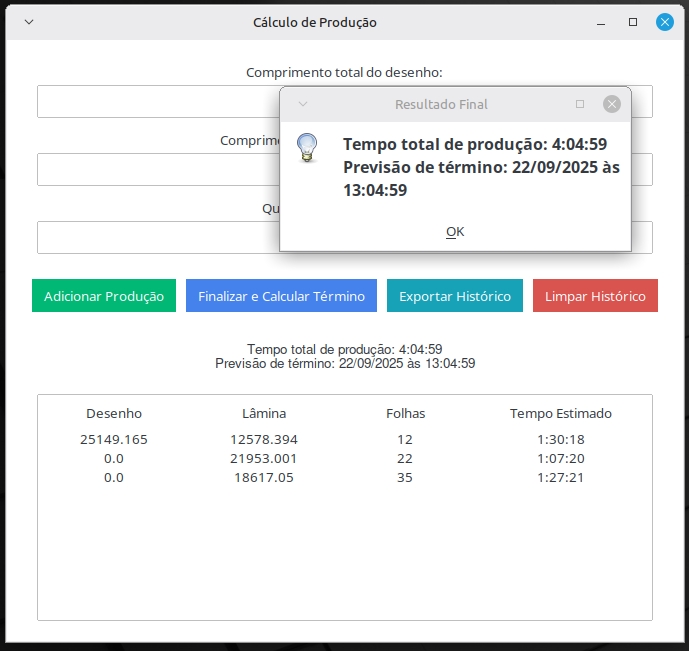 Cálculo de Produção
Comprimento total do desenho:
Resultado Final
Tempo total de produção: 4:04:59
Previsão de término: 22/09/2025 às
13:04:59
OK
Adicionar Produção
Finalizar e Calcular Término
Exportar Histórico
Limpar Histórico
Tempo total de produção: 4:04:59
Previsão de término: 22/09/2025 às 13:04:59
Desenho Lâmina Folhas Tempo Estimado
25149.165 12578.394 12 1:30:18
0.0 21953.001 22 1:07:20
0.0 18617.05 35 1:27:21